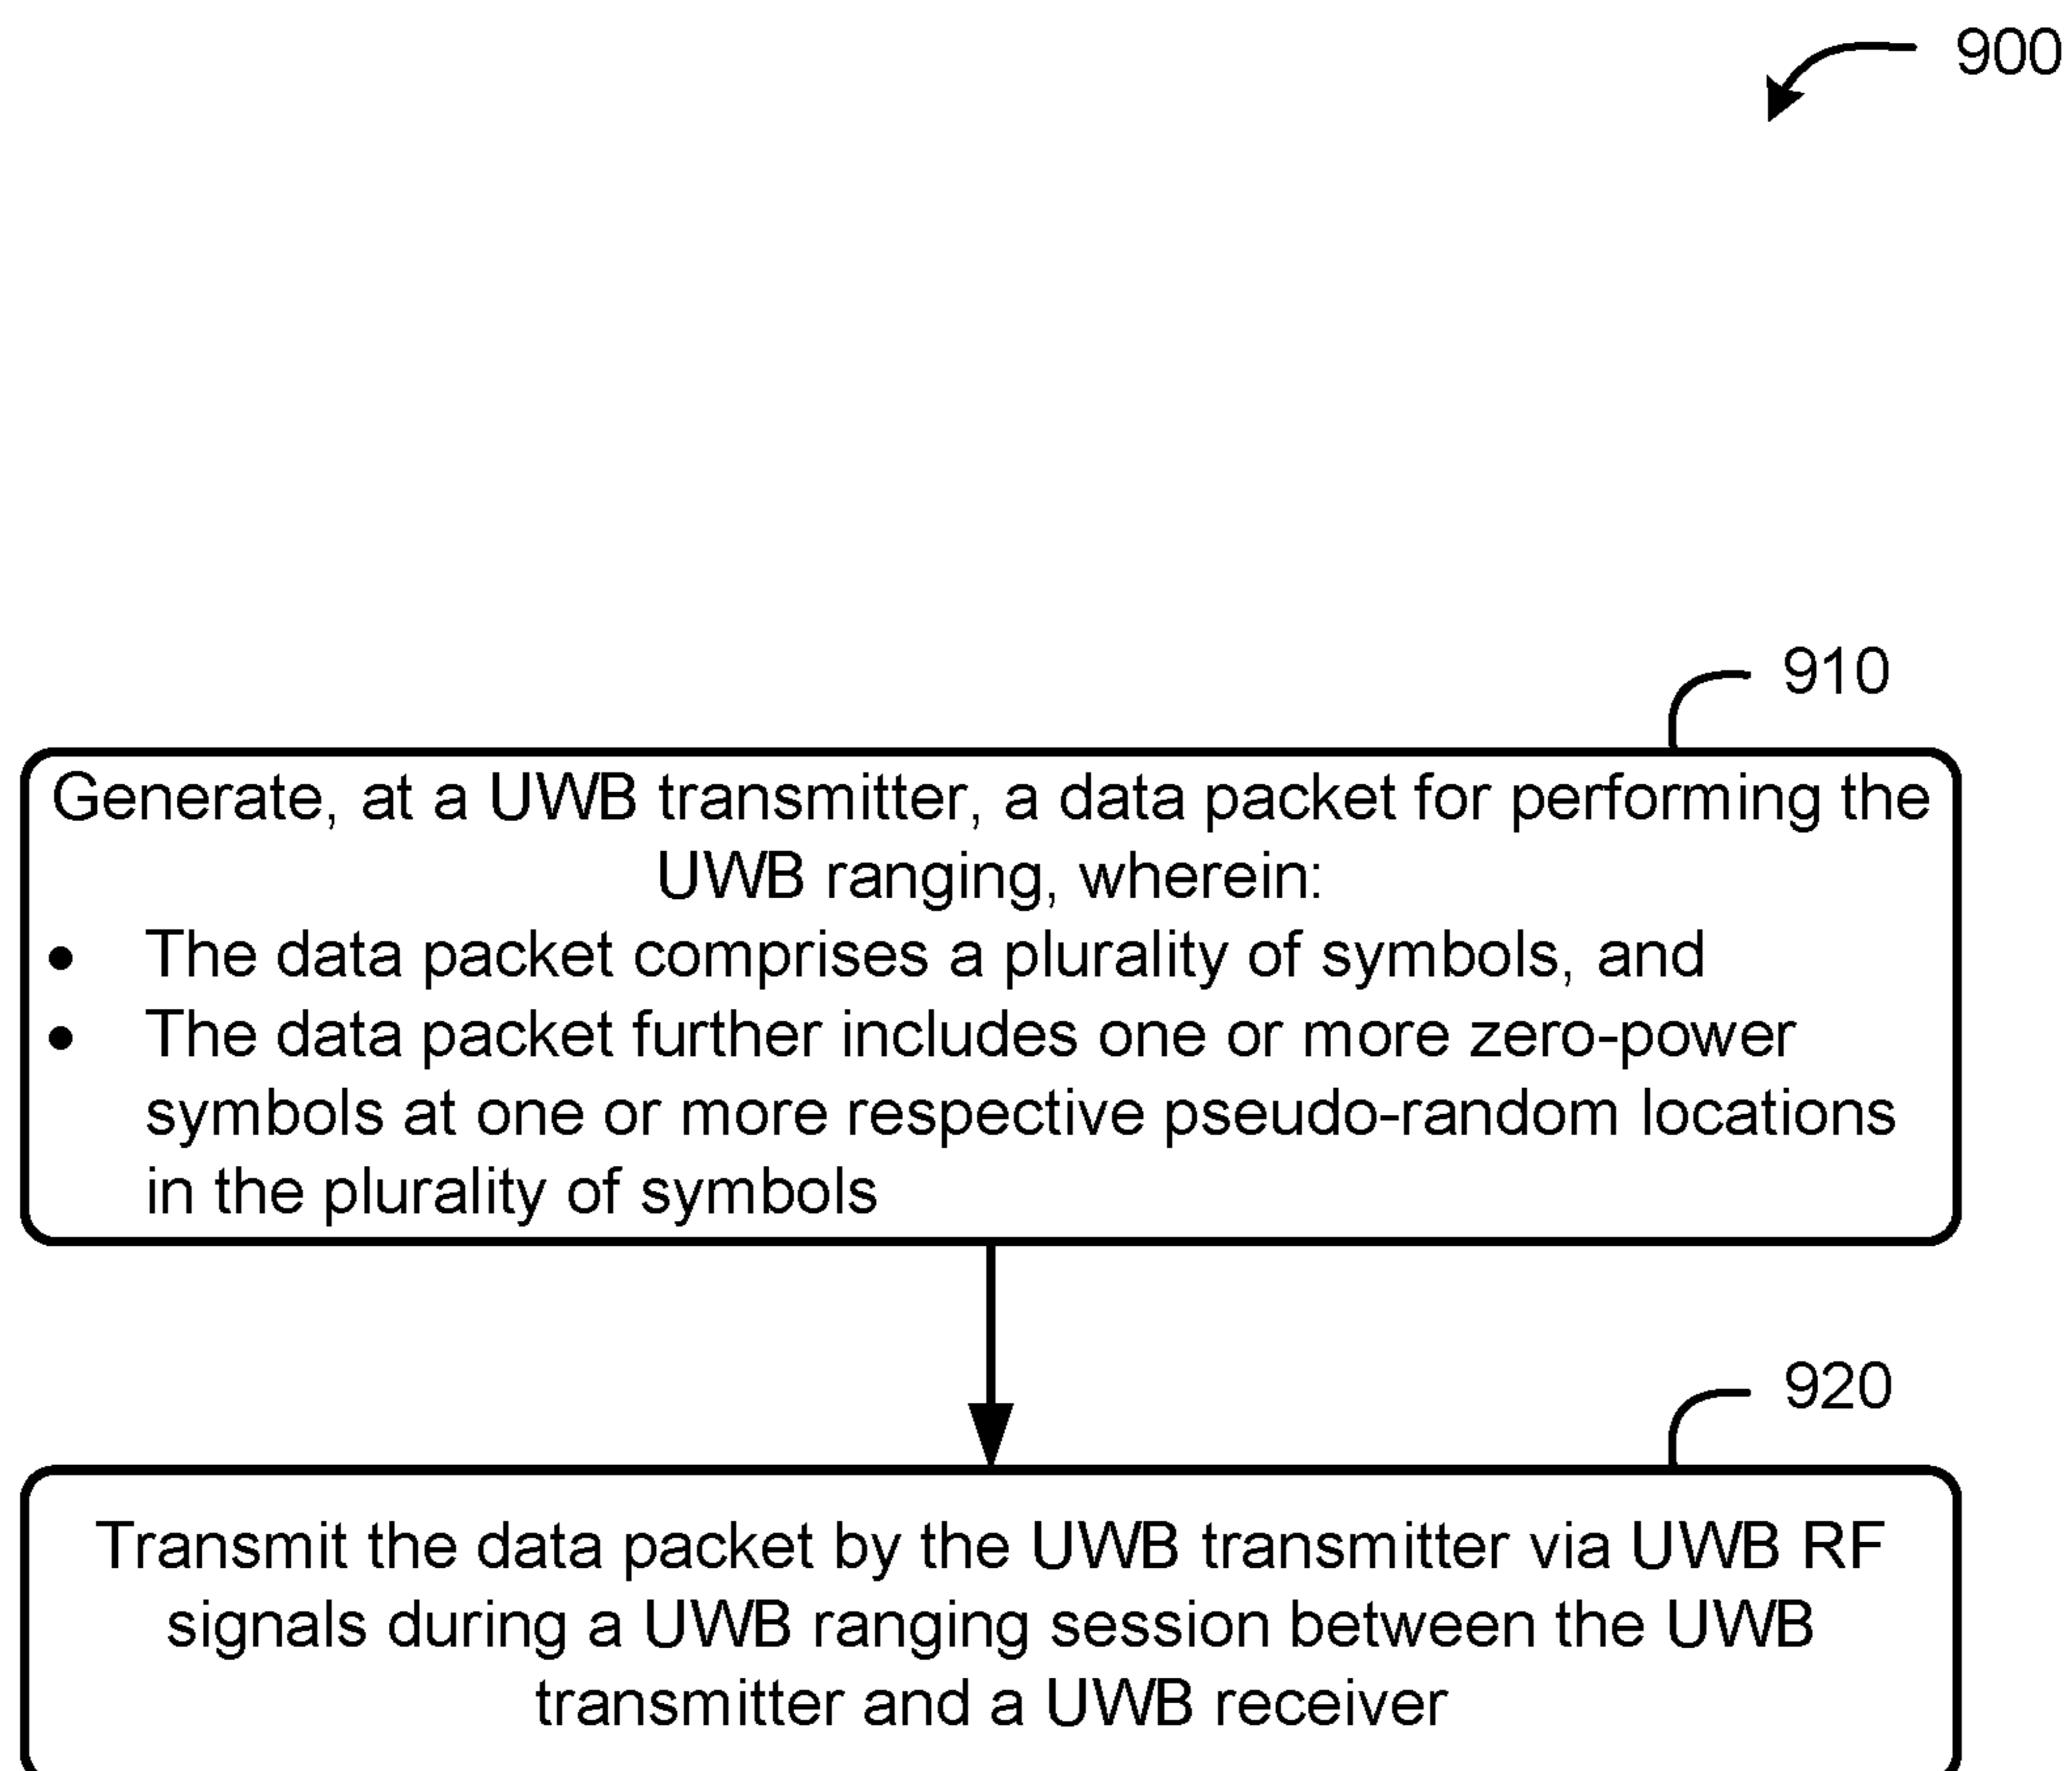 900
910
Generate, at a UWB transmitter, a data packet for performing the
UWB ranging, wherein:
• The data packet comprises a plurality of symbols, and
• The data packet further includes one or more zero-power
symbols at one or more respective pseudo-random locations
in the plurality of symbols
920
Transmit the data packet by the UWB transmitter via UWB RF
signals during a UWB ranging session between the UWB
transmitter and a UWB receiver